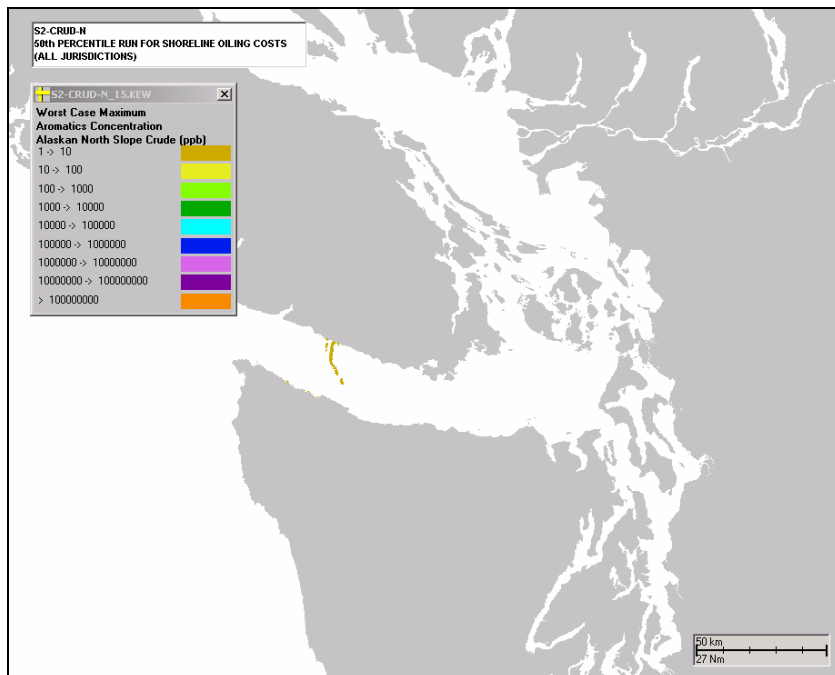 S2-CRUD-N
50th PERCENTILE RUN FOR SHORELINE OILING COSTS
(ALL JURISDICTIONS)
S2-CRUD-N_15.KEW
Worst Case Maximum
Aromatics Concentration
Alaskan North Slope Crude (ppb)
1 -> 10
10 -> 100
100 -> 1000
1000 -> 10000
10000 -> 100000
100000 -> 1000000
1000000 -> 10000000
10000000 -> 100000000
> 100000000
50 km
27 Nm